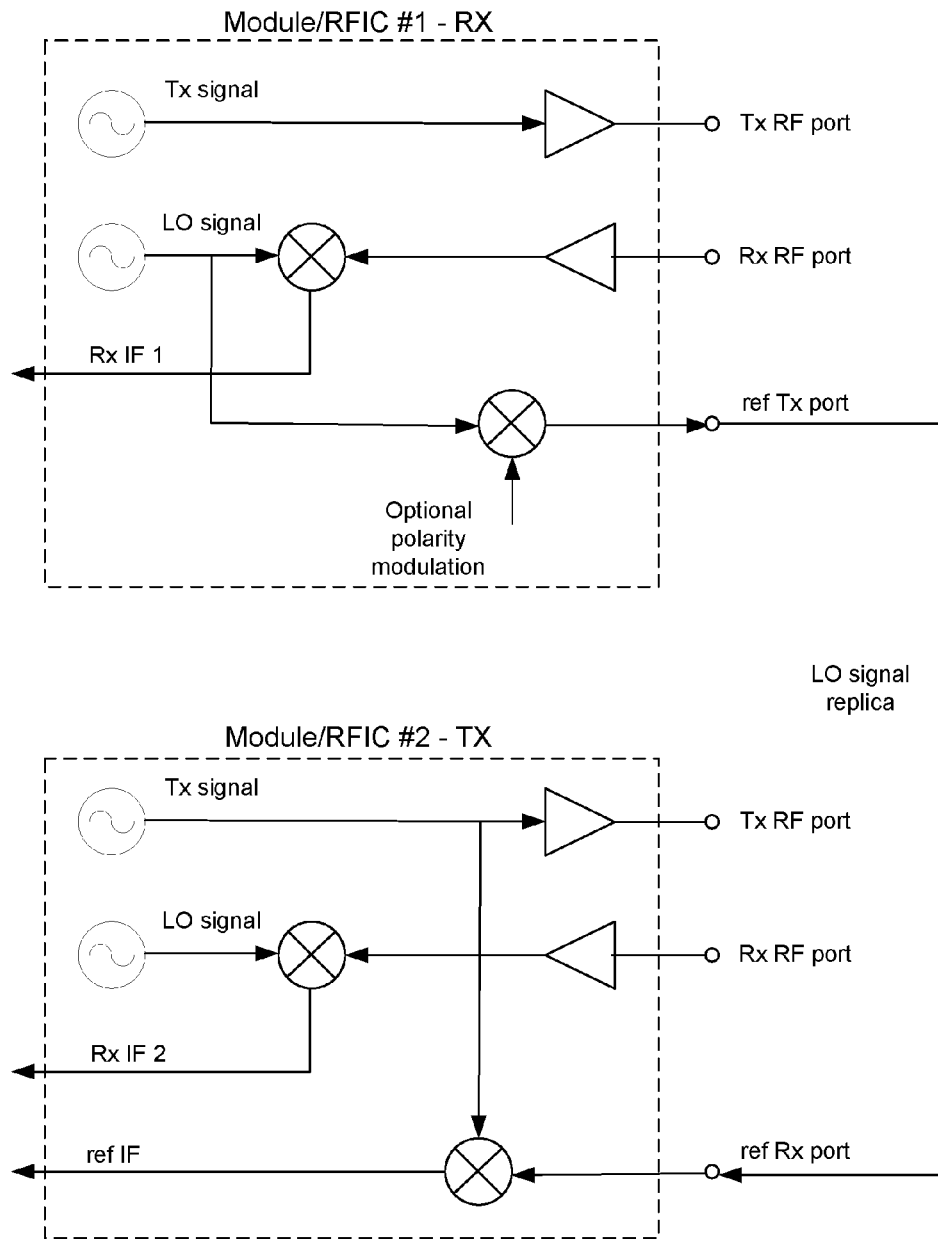 Module/RFIC #1 - RX
Tx signal
Tx RF port
LO signal
Rx RF port
Rx IF 1
ref Tx port
Optional
polarity
modulation
LO signal
replica
Module/RFIC #2 - TX
Tx signal
Tx RF port
LO signal
Rx RF port
Rx IF 2
ref IF
ref Rx port